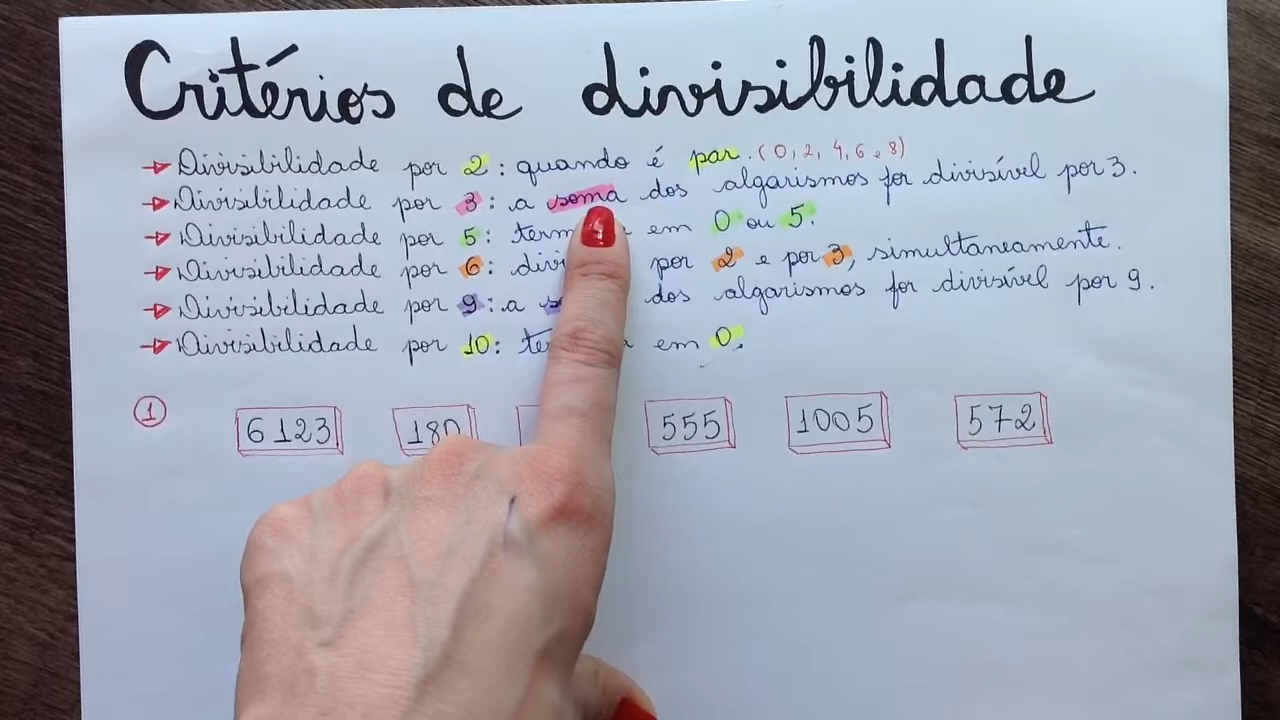 Critérios de divisibilidade
Divisibilidade por 2: quando é par. (0, 2, 4, 6 e 8)
Divisibilidade por 3: a soma dos algarismos for divisível por 3.
Divisibilidade por 5: em 0 ou 5.
Divisibilidade por 6: por 2 e por 3, simultaneamente.
Divisibilidade por 9: a dos algarismos for divisível por 9.
Divisibilidade por 10: em 0.
1 6123 180 555 1005 572